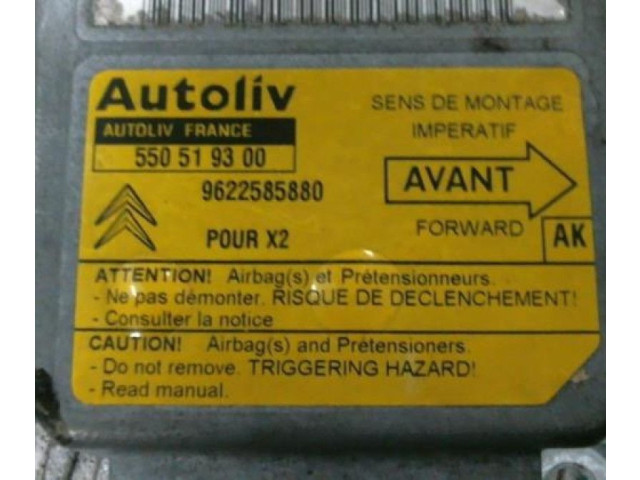 Autoliv
AUTOLIV FRANCE
550 51 93 00
9622585880
POUR X2
SENS DE MONTAGE
IMPERATIF
AVANT
FORWARD
AK
ATTENTION! Airbag(s) et Prétensionneurs.
- Ne pas démonter. RISQUE DE DECLENCHEMENT!
- Consulter la notice
CAUTION! Airbag(s) and Prétensioners.
- Do not remove. TRIGGERING HAZARD!
- Read manual.